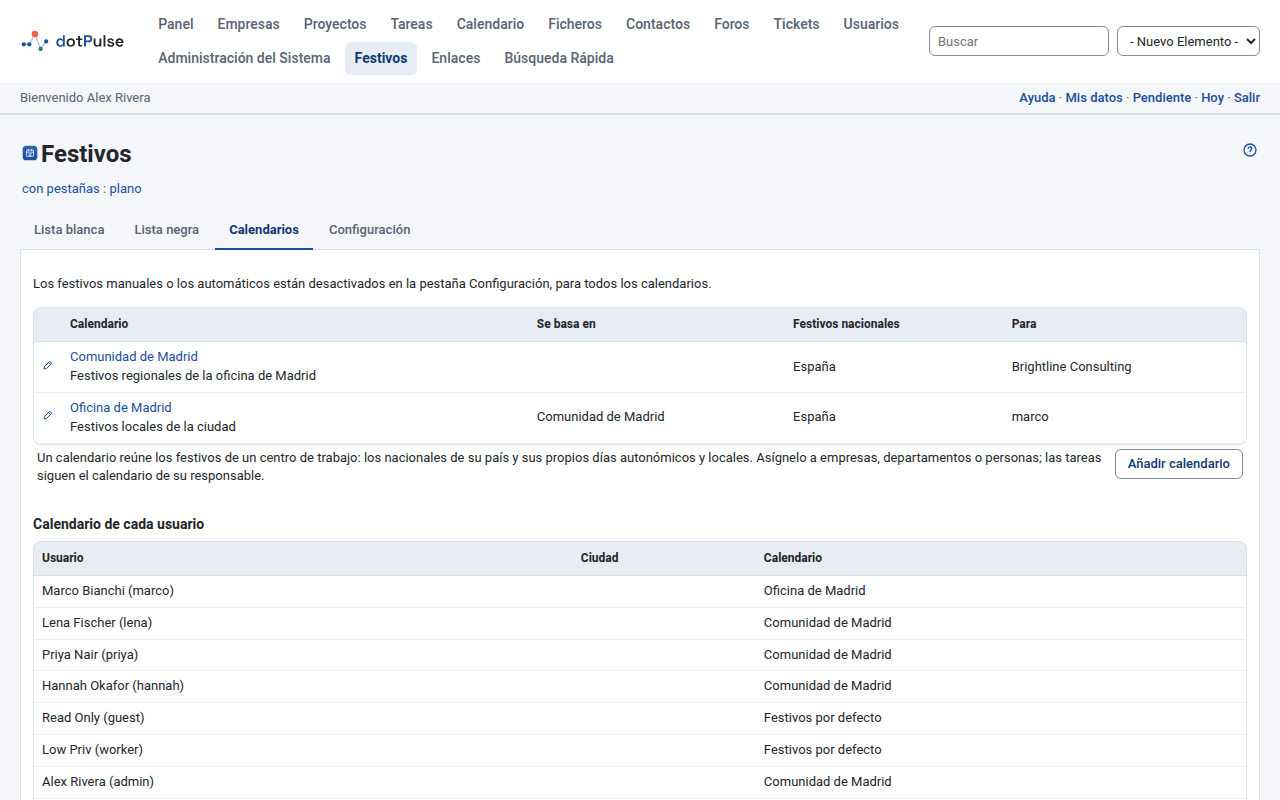 dotPulse
Panel Empresas Proyectos Tareas Calendario Ficheros Contactos Foros Tickets Usuarios
Administración del Sistema Festivos Enlaces Búsqueda Rápida
Buscar
- Nuevo Elemento -
Bienvenido Alex Rivera
Ayuda · Mis datos · Pendiente · Hoy · Salir
Festivos
con pestañas : plano
Lista blanca Lista negra Calendarios Configuración
Los festivos manuales o los automáticos están desactivados en la pestaña Configuración, para todos los calendarios.
Calendario Se basa en Festivos nacionales Para
Comunidad de Madrid
Festivos regionales de la oficina de Madrid
España Brightline Consulting
Oficina de Madrid
Festivos locales de la ciudad
Comunidad de Madrid España marco
Un calendario reúne los festivos de un centro de trabajo: los nacionales de su país y sus propios días autonómicos y locales. Asígnelo a empresas, departamentos o personas; las tareas
siguen el calendario de su responsable.
Añadir calendario
Calendario de cada usuario
Usuario Ciudad Calendario
Marco Bianchi (marco) Oficina de Madrid
Lena Fischer (lena) Comunidad de Madrid
Priya Nair (priya) Comunidad de Madrid
Hannah Okafor (hannah) Comunidad de Madrid
Read Only (guest) Festivos por defecto
Low Priv (worker) Festivos por defecto
Alex Rivera (admin) Comunidad de Madrid